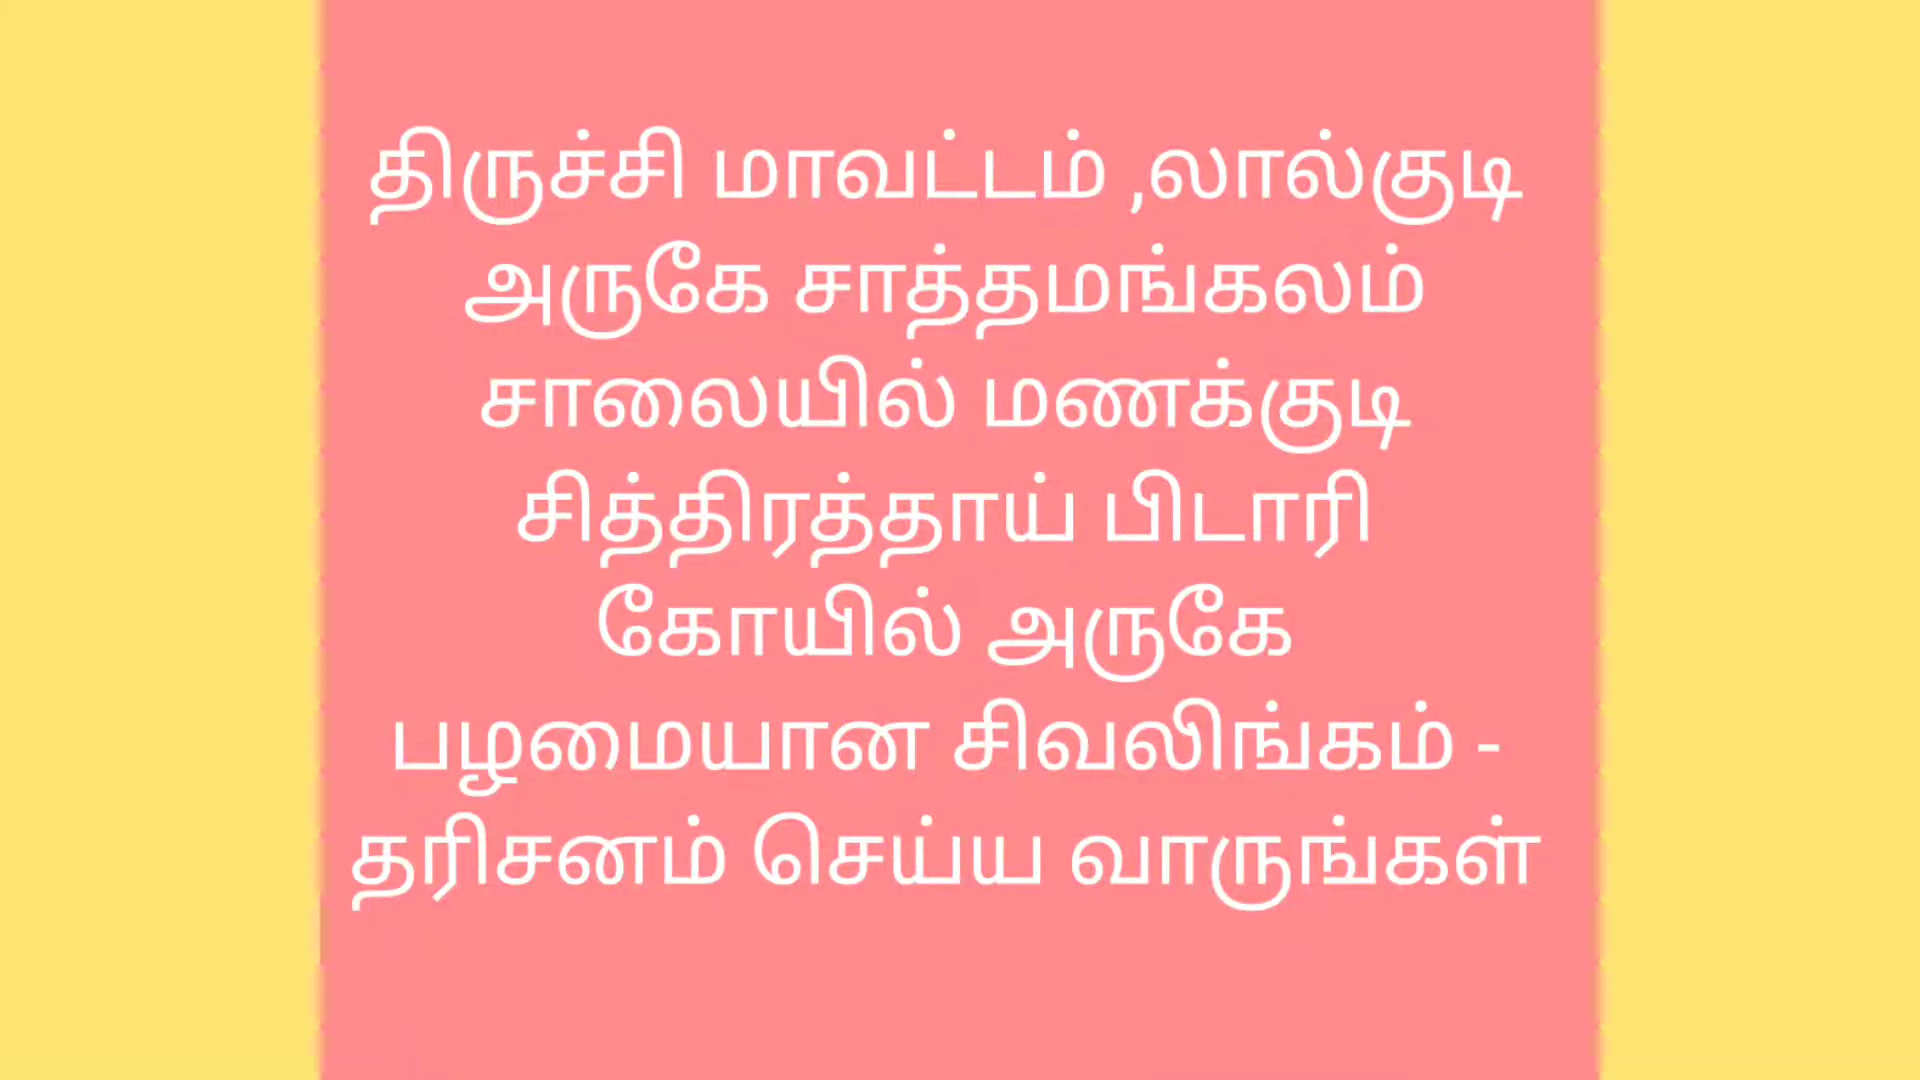 திருச்சி மாவட்டம் ,லால்குடி
அருகே சாத்தமங்கலம்
சாலையில் மணக்குடி
சித்திரத்தாய் பிடாரி
கோயில் அருகே
பழமையான சிவலிங்கம் -
தரிசனம் செய்ய வாருங்கள்